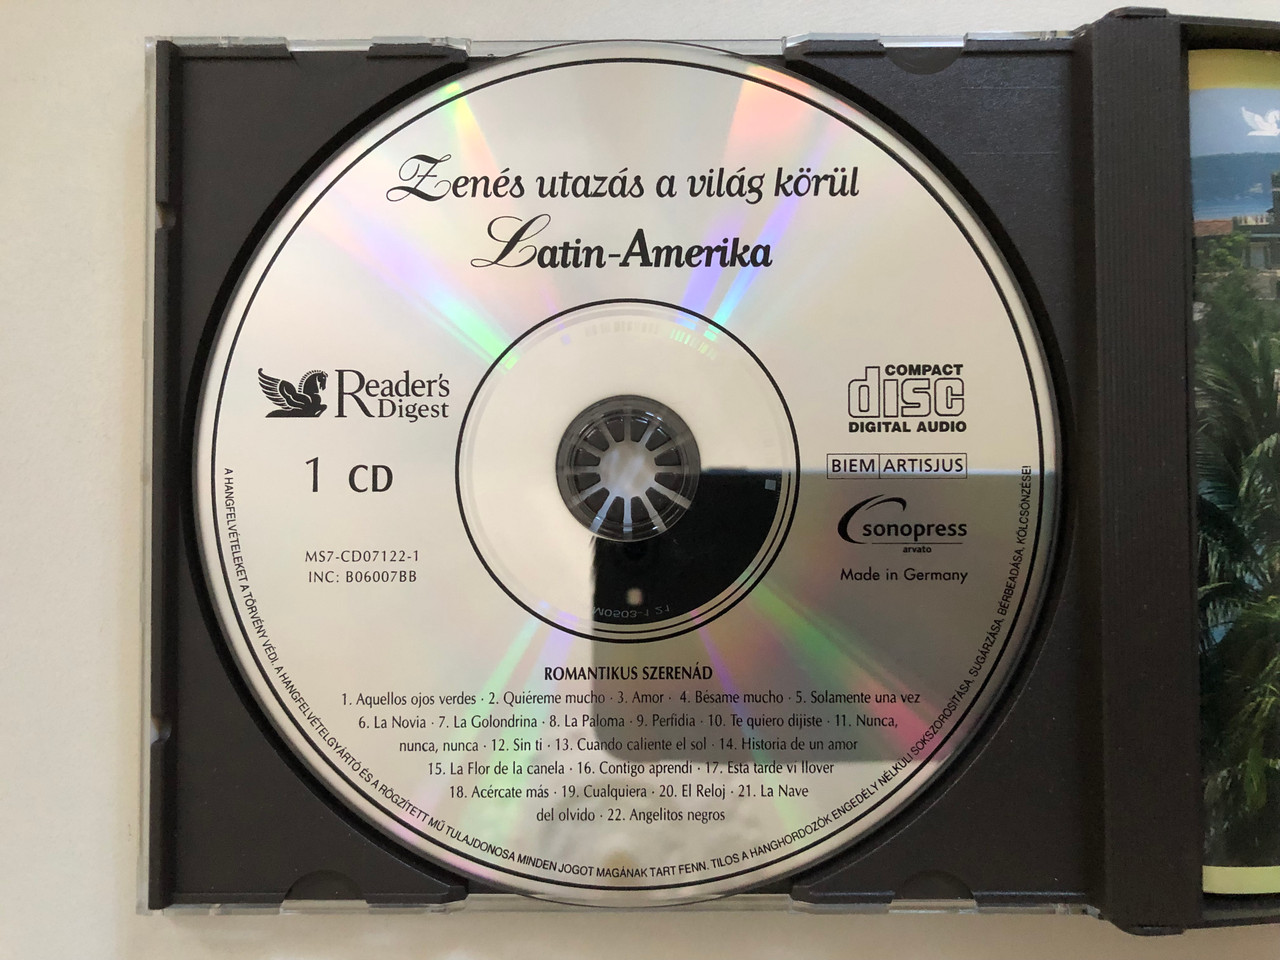 Zenés utazás a világ körül
Latin-Amerika
Reader's
Digest
COMPACT
disc
DIGITAL AUDIO
1 CD
BIEM ARTISJUS
sonopress
arvato
MS7-CD07122-1
INC: B06007BB
Made in Germany
M0503-1 21
ROMANTIKUS SZERENÁD
1. Aquellos ojos verdes · 2. Quiéreme mucho · 3. Amor · 4. Bésame mucho · 5. Solamente una vez
6. La Novia · 7. La Golondrina · 8. La Paloma · 9. Perfidia · 10. Te quiero dijiste · 11. Nunca,
nunca, nunca · 12. Sin ti · 13. Cuando caliente el sol · 14. Historia de un amor
15. La Flor de la canela · 16. Contigo aprendi · 17. Esta tarde vi llover
18. Acércate más · 19. Cualquiera · 20. El Reloj · 21. La Nave
del olvido · 22. Angelitos negros
A HANGFELVÉTELEKET A TÖRVÉNY VÉDI. A HANGFELVÉTELGYÁRTÓ ÉS A RÖGZÍTETT MŰ TULAJDONOSA MINDEN JOGOT MAGÁNAK TART FENN. TILOS A HANGHORDOZÓK ENGEDÉLY NÉLKÜLI SOKSZOROSÍTÁSA, SUGÁRZÁSA, BÉRBEADÁSA, KÖLCSÖNZÉSE!